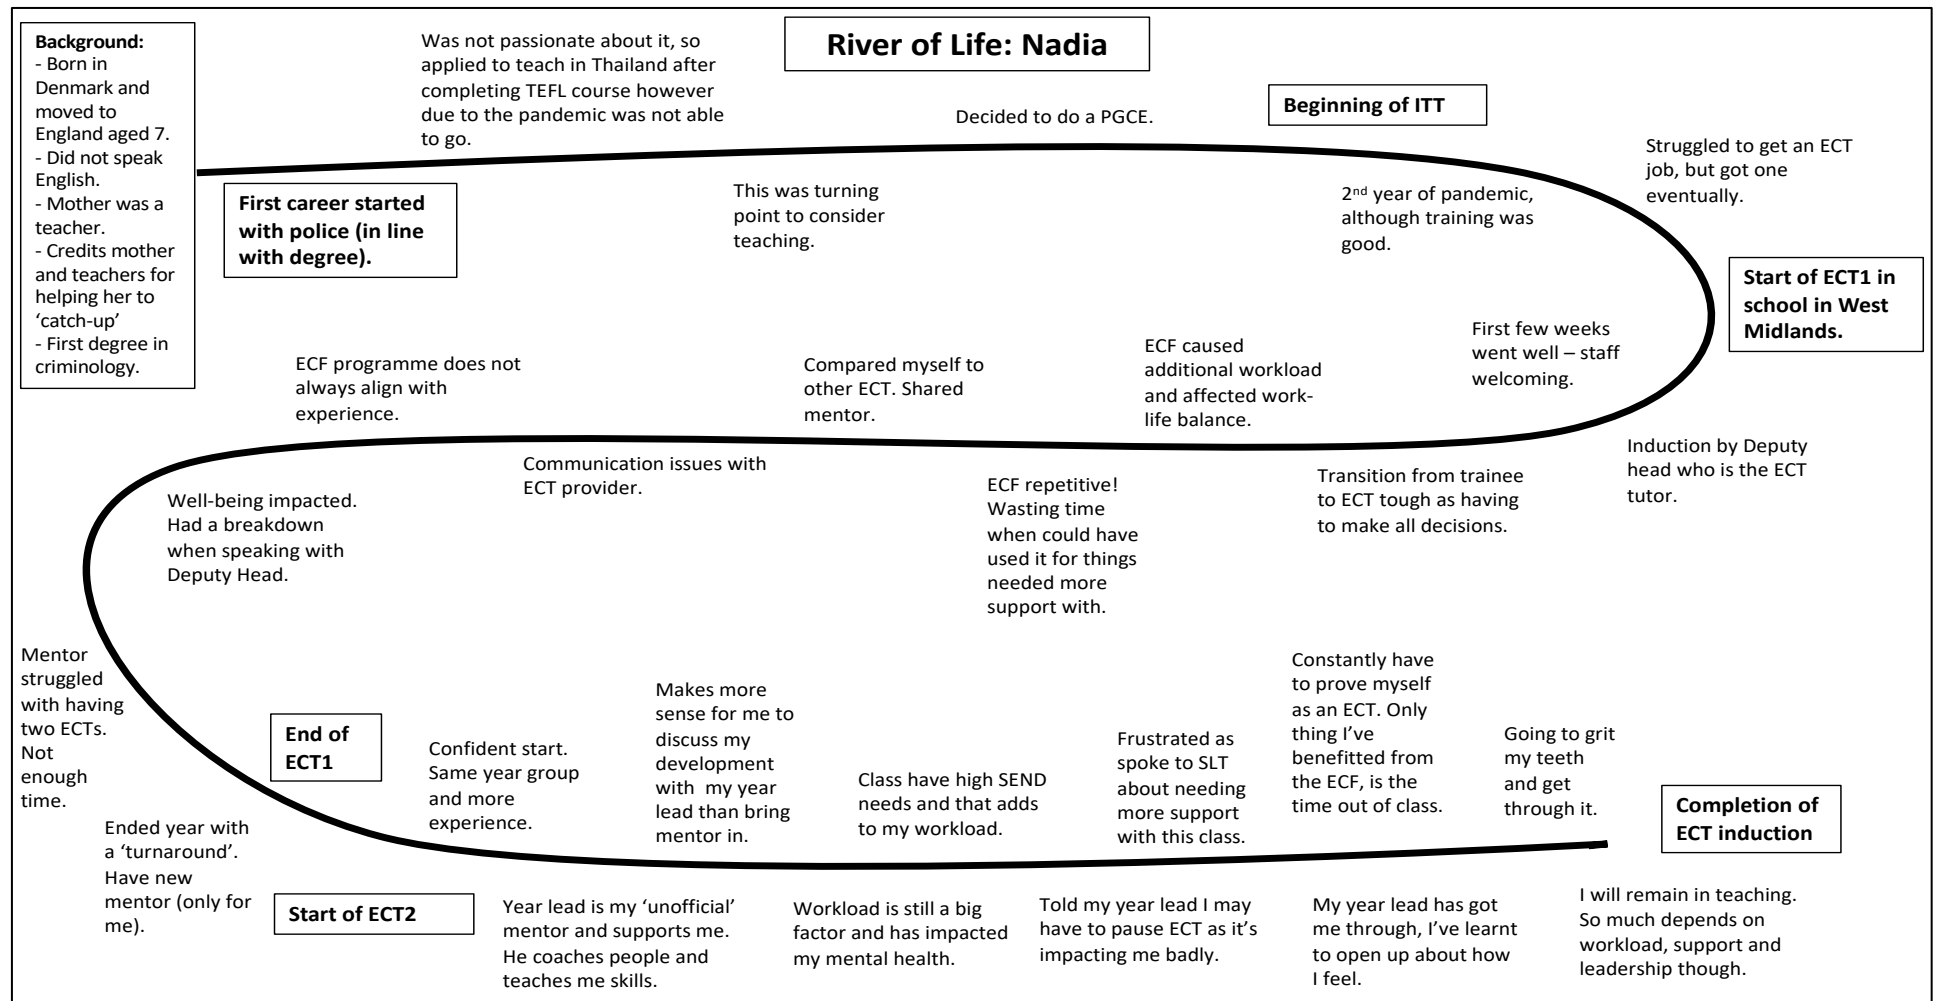 River of Life: Nadia
Background:
- Born in
Denmark and
moved to
England aged 7.
- Did not speak
English.
- Mother was a
teacher.
- Credits mother
and teachers for
helping her to
‘catch-up’
- First degree in
criminology.
First career started
with police (in line
with degree).
Was not passionate about it, so
applied to teach in Thailand after
completing TEFL course however
due to the pandemic was not able
to go.
This was turning
point to consider
teaching.
Decided to do a PGCE.
Beginning of ITT
2nd year of pandemic,
although training was
good.
Struggled to get an ECT
job, but got one
eventually.
Start of ECT1 in
school in West
Midlands.
Induction by Deputy
head who is the ECT
tutor.
First few weeks
went well – staff
welcoming.
Transition from trainee
to ECT tough as having
to make all decisions.
ECF caused
additional workload
and affected work-
life balance.
ECF repetitive!
Wasting time
when could have
used it for things
needed more
support with.
Compared myself to
other ECT. Shared
mentor.
Communication issues with
ECT provider.
ECF programme does not
always align with
experience.
Well-being impacted.
Had a breakdown
when speaking with
Deputy Head.
Mentor
struggled
with having
two ECTs.
Not
enough
time.
Ended year with
a ‘turnaround’.
Have new
mentor (only for
me).
End of
ECT1
Start of ECT2
Confident start.
Same year group
and more
experience.
Year lead is my ‘unofficial’
mentor and supports me.
He coaches people and
teaches me skills.
Makes more
sense for me to
discuss my
development
with my year
lead than bring
mentor in.
Workload is still a big
factor and has impacted
my mental health.
Class have high SEND
needs and that adds
to my workload.
Told my year lead I may
have to pause ECT as it’s
impacting me badly.
Frustrated as
spoke to SLT
about needing
more support
with this class.
My year lead has got
me through, I’ve learnt
to open up about how
I feel.
Constantly have
to prove myself
as an ECT. Only
thing I’ve
benefitted from
the ECF, is the
time out of class.
Going to grit
my teeth
and get
through it.
I will remain in teaching.
So much depends on
workload, support and
leadership though.
Completion of
ECT induction